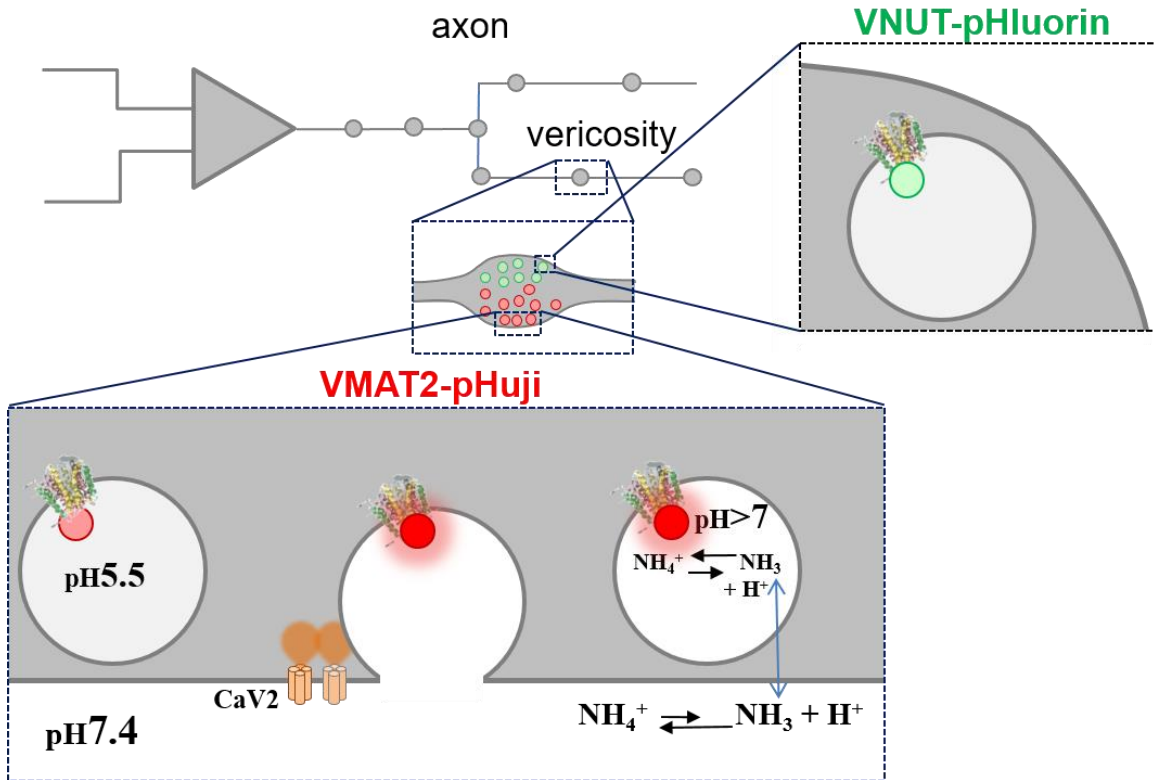 axon
VNUT-pHluorin
vericosity
VMAT2-pHuji
pH5.5
CaV2
pH7.4
pH>7
NH₄⁺ NH₃
+ H⁺
NH₄⁺ NH₃ + H⁺